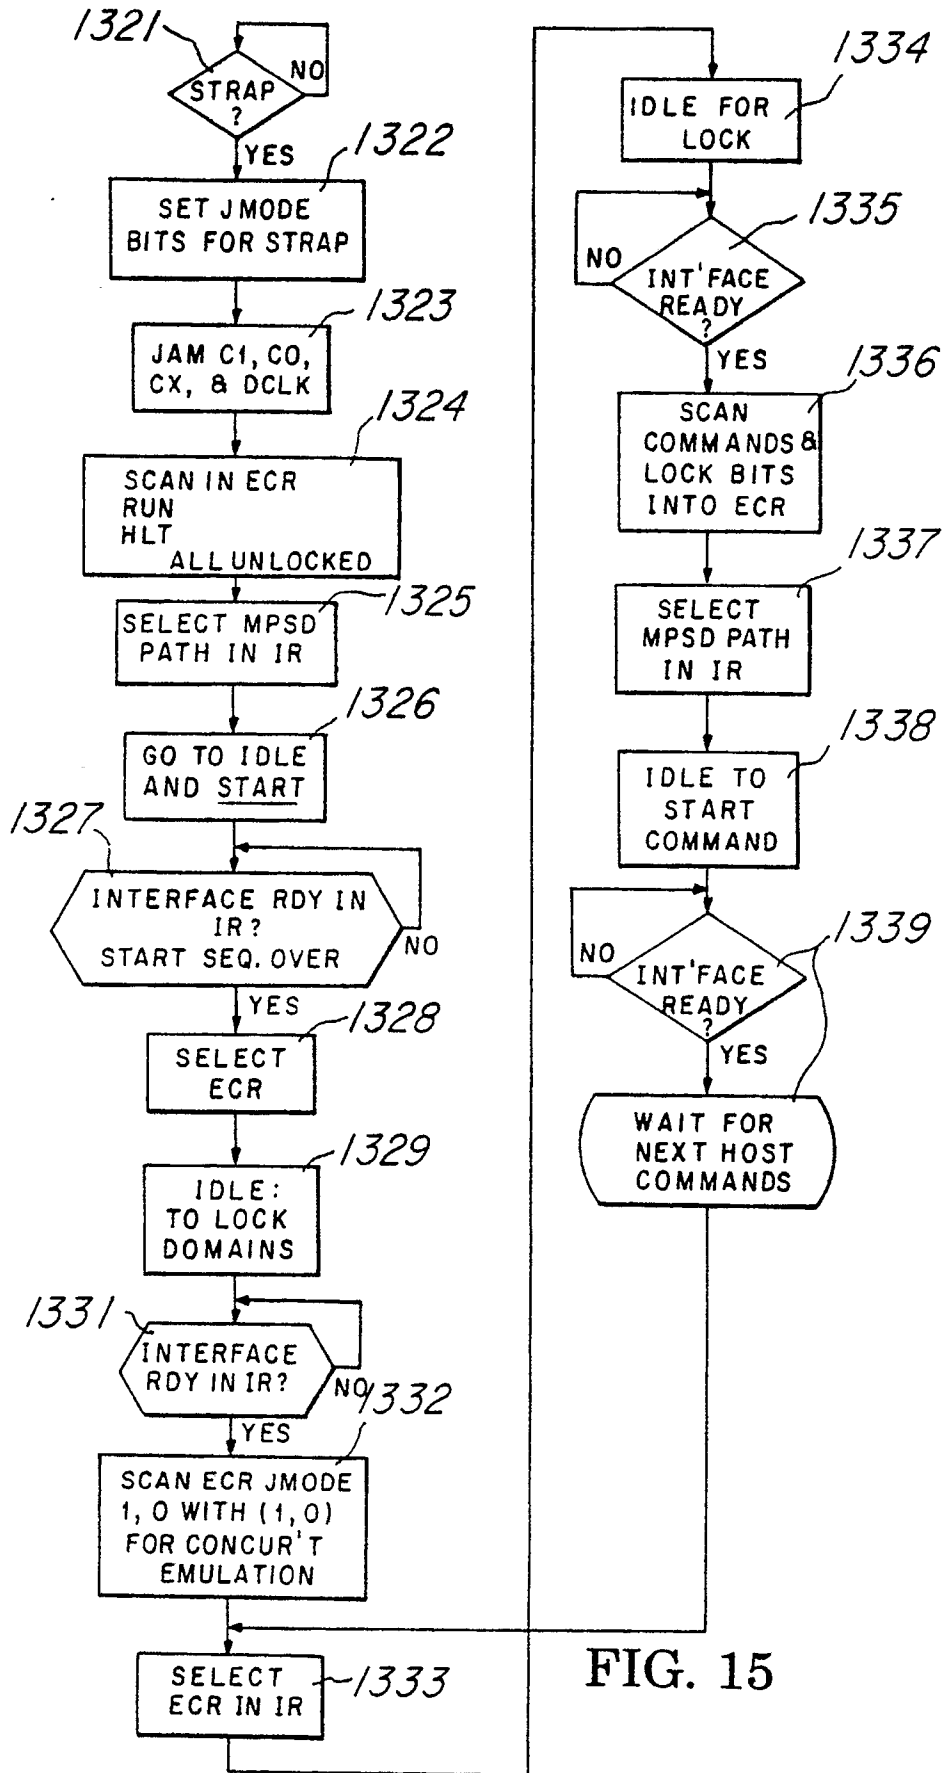 1321
STRAP
?
NO
YES
1322
SET JMODE
BITS FOR STRAP
1323
JAM C1, C0,
CX, & DCLK
1324
SCAN IN ECR
RUN
HLT
ALL UNLOCKED
1325
SELECT MPSD
PATH IN IR
1326
GO TO IDLE
AND START
1327
INTERFACE RDY IN
IR?
START SEQ. OVER
NO
YES
1328
SELECT
ECR
1329
IDLE:
TO LOCK
DOMAINS
1331
INTERFACE
RDY IN IR?
NO
YES
1332
SCAN ECR JMODE
1, 0 WITH (1, 0)
FOR CONCUR'T
EMULATION
1333
SELECT
ECR IN IR
1334
IDLE FOR
LOCK
1335
NO
INT'FACE
READY
?
YES
1336
SCAN
COMMANDS &
LOCK BITS
INTO ECR
1337
SELECT
MPSD PATH
IN IR
1338
IDLE TO
START
COMMAND
1339
NO
INT'FACE
READY
?
YES
WAIT FOR
NEXT HOST
COMMANDS
FIG. 15